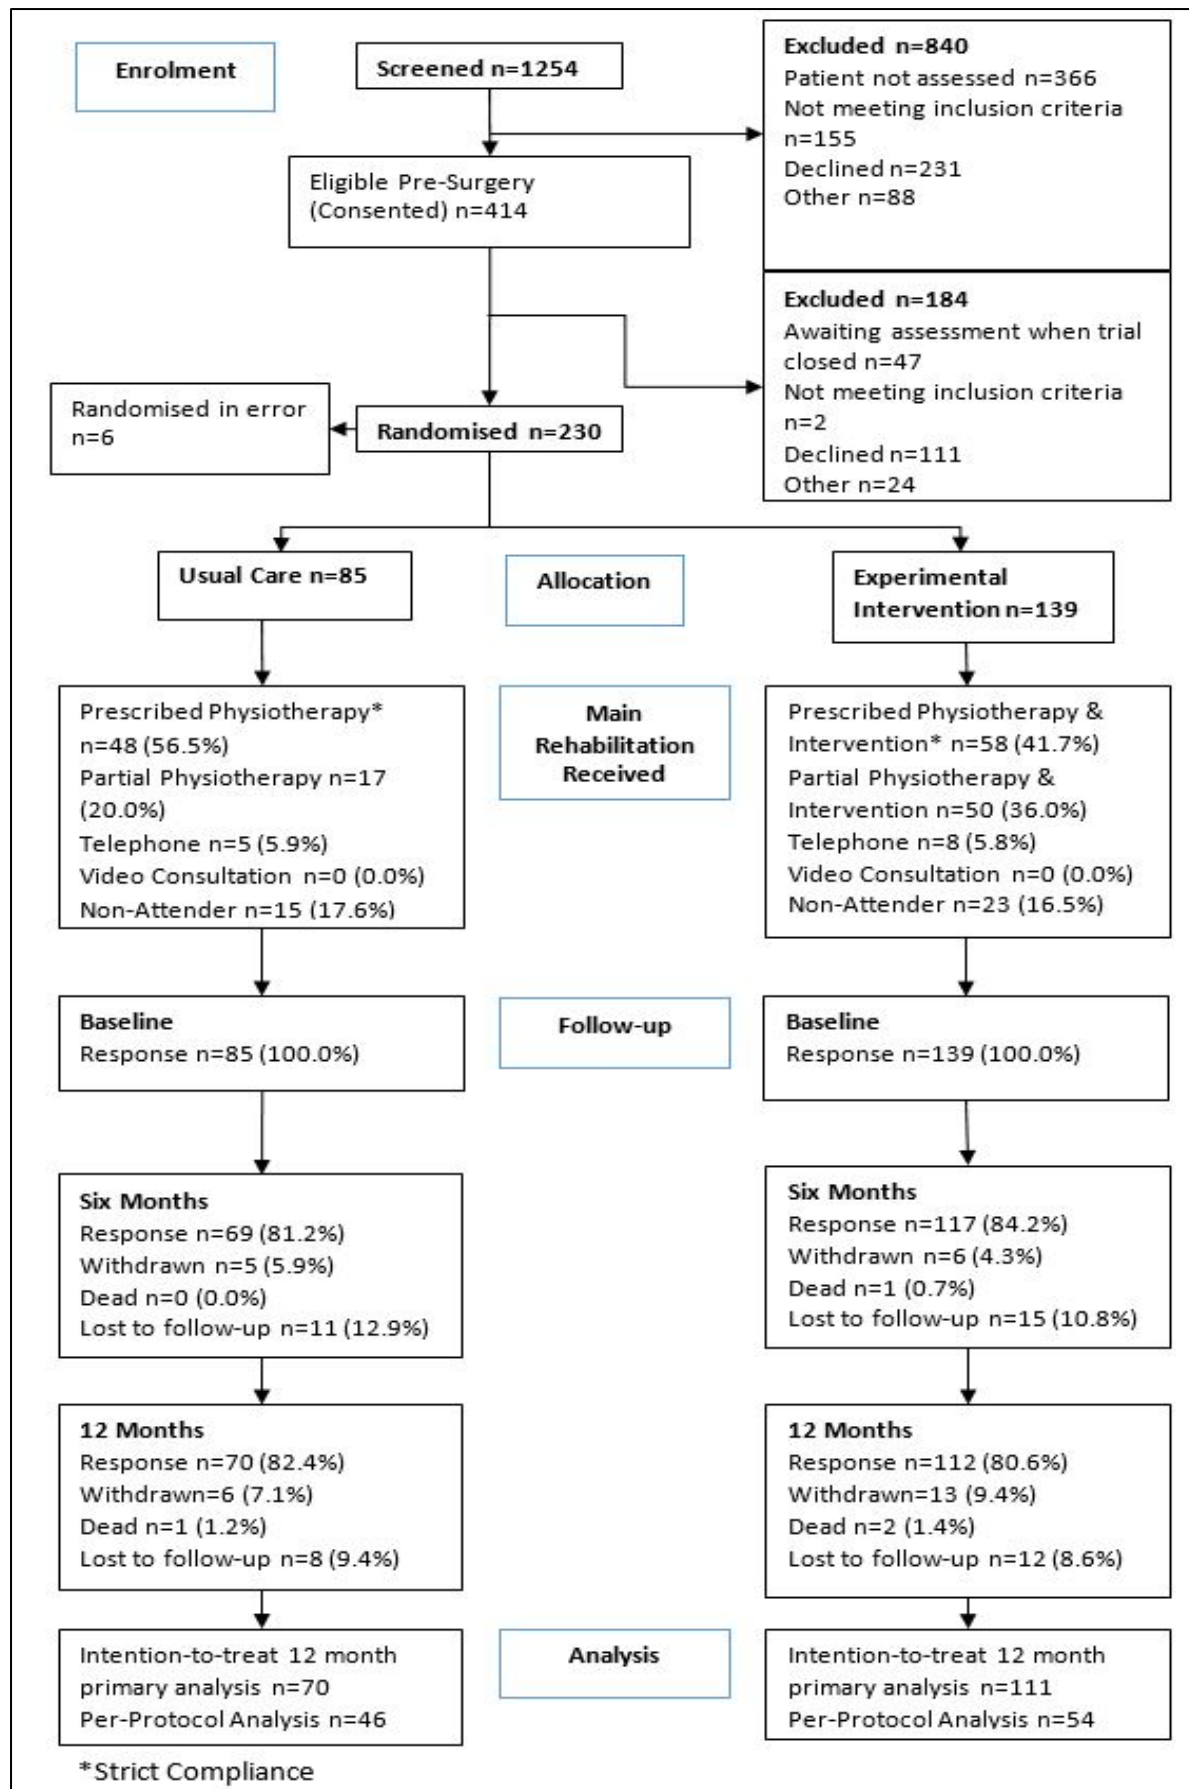 Enrolment
Screened n=1254
Excluded n=840
Patient not assessed n=366
Not meeting inclusion criteria
n=155
Declined n=231
Other n=88
Eligible Pre-Surgery
(Consented) n=414
Excluded n=184
Awaiting assessment when trial
closed n=47
Not meeting inclusion criteria
n=2
Declined n=111
Other n=24
Randomised in error
n=6
Randomised n=230
Usual Care n=85
Allocation
Experimental
Intervention n=139
Prescribed Physiotherapy*
n=48 (56.5%)
Partial Physiotherapy n=17
(20.0%)
Telephone n=5 (5.9%)
Video Consultation n=0 (0.0%)
Non-Attender n=15 (17.6%)
Main
Rehabilitation
Received
Prescribed Physiotherapy &
Intervention* n=58 (41.7%)
Partial Physiotherapy &
Intervention n=50 (36.0%)
Telephone n=8 (5.8%)
Video Consultation n=0 (0.0%)
Non-Attender n=23 (16.5%)
Baseline
Response n=85 (100.0%)
Follow-up
Baseline
Response n=139 (100.0%)
Six Months
Response n=69 (81.2%)
Withdrawn n=5 (5.9%)
Dead n=0 (0.0%)
Lost to follow-up n=11 (12.9%)
Six Months
Response n=117 (84.2%)
Withdrawn n=6 (4.3%)
Dead n=1 (0.7%)
Lost to follow-up n=15 (10.8%)
12 Months
Response n=70 (82.4%)
Withdrawn=6 (7.1%)
Dead n=1 (1.2%)
Lost to follow-up n=8 (9.4%)
12 Months
Response n=112 (80.6%)
Withdrawn=13 (9.4%)
Dead n=2 (1.4%)
Lost to follow-up n=12 (8.6%)
Intention-to-treat 12 month
primary analysis n=70
Per-Protocol Analysis n=46
Analysis
Intention-to-treat 12 month
primary analysis n=111
Per-Protocol Analysis n=54
*Strict Compliance